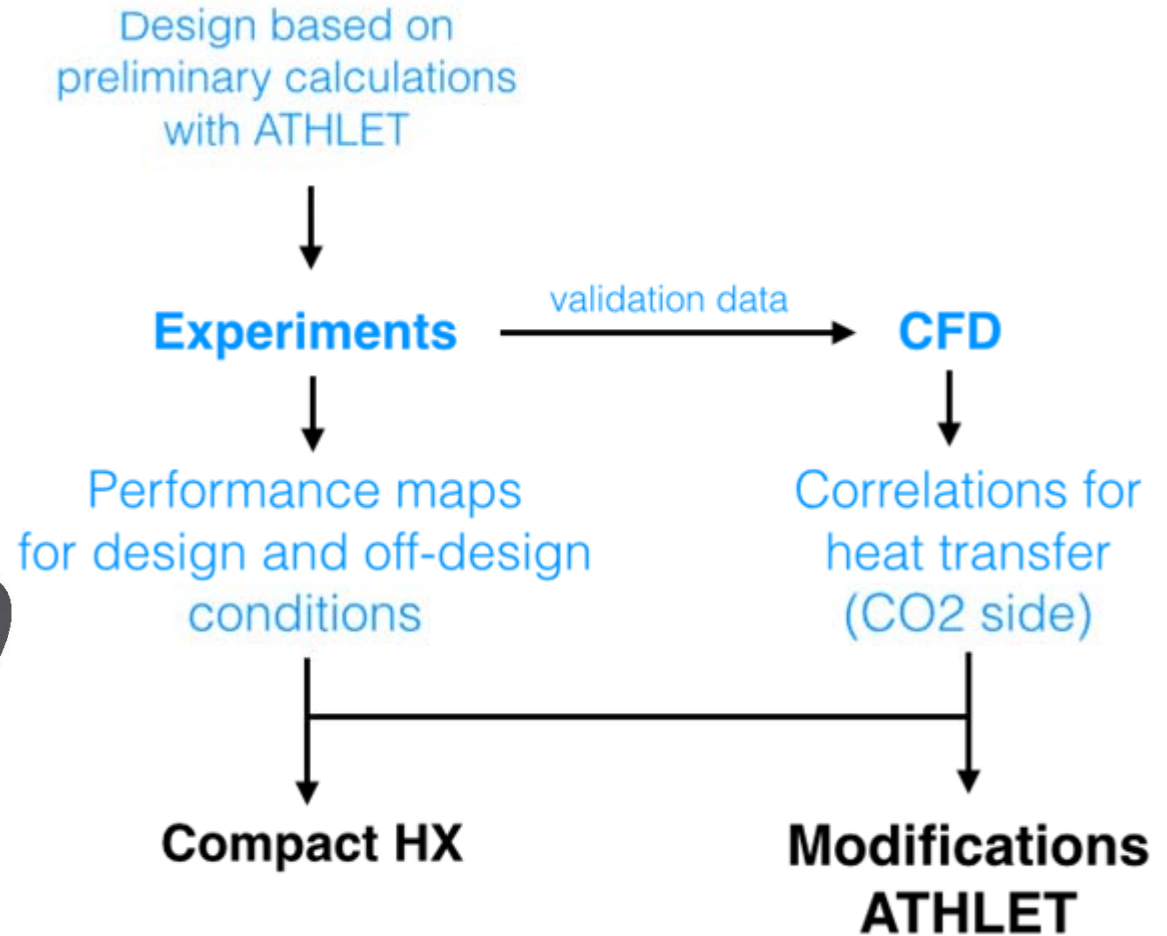 Design based on
preliminary calculations
with ATHLET
Experiments
validation data
CFD
Performance maps
for design and off-design
conditions
Correlations for
heat transfer
(CO2 side)
Compact HX
Modifications
ATHLET